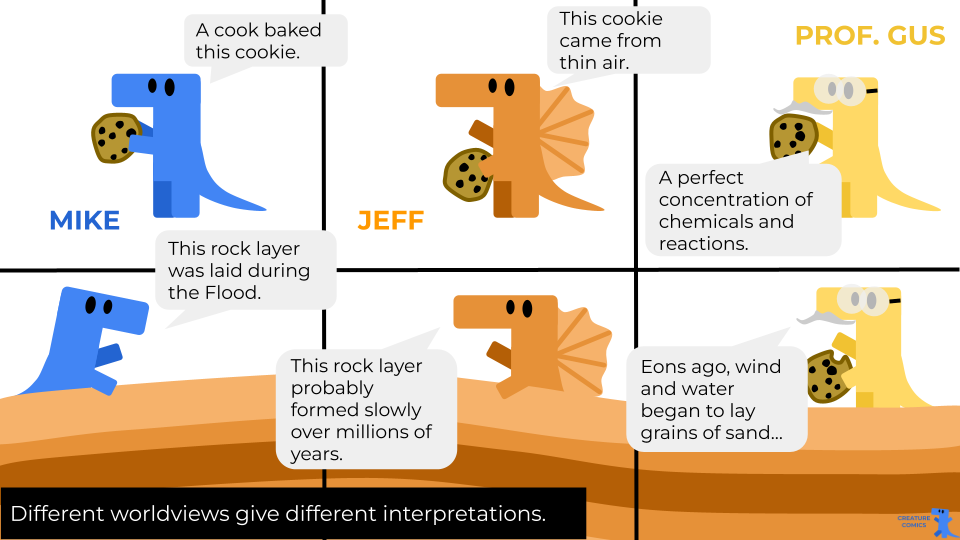 A cook baked
this cookie.
This cookie
came from
thin air.
PROF. GUS
A perfect
concentration of
chemicals and
reactions.
MIKE
JEFF
This rock layer
was laid during
the Flood.
This rock layer
probably
formed slowly
over millions of
years.
Eons ago, wind
and water
began to lay
grains of sand...
Different worldviews give different interpretations.
CREATURE
COMICS